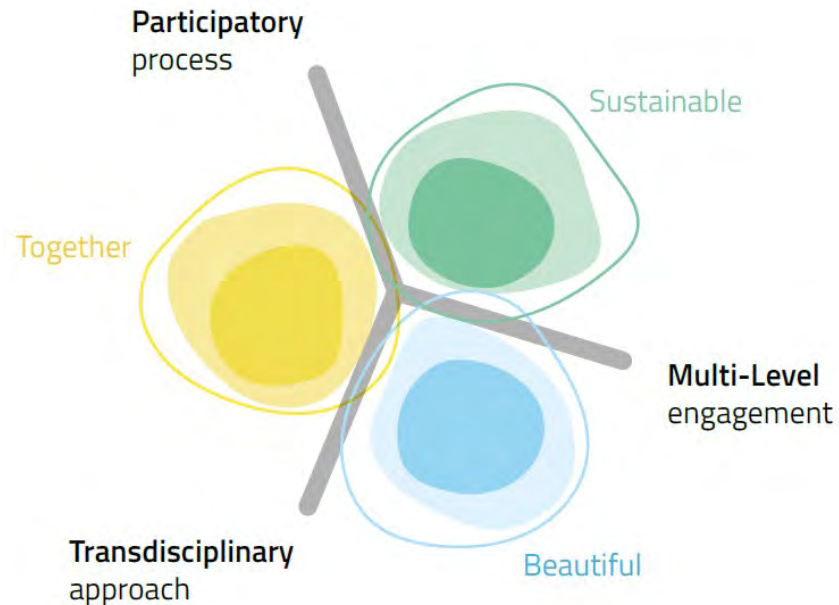 Participatory
process
Sustainable
Together
Multi-Level
engagement
Transdisciplinary
approach
Beautiful